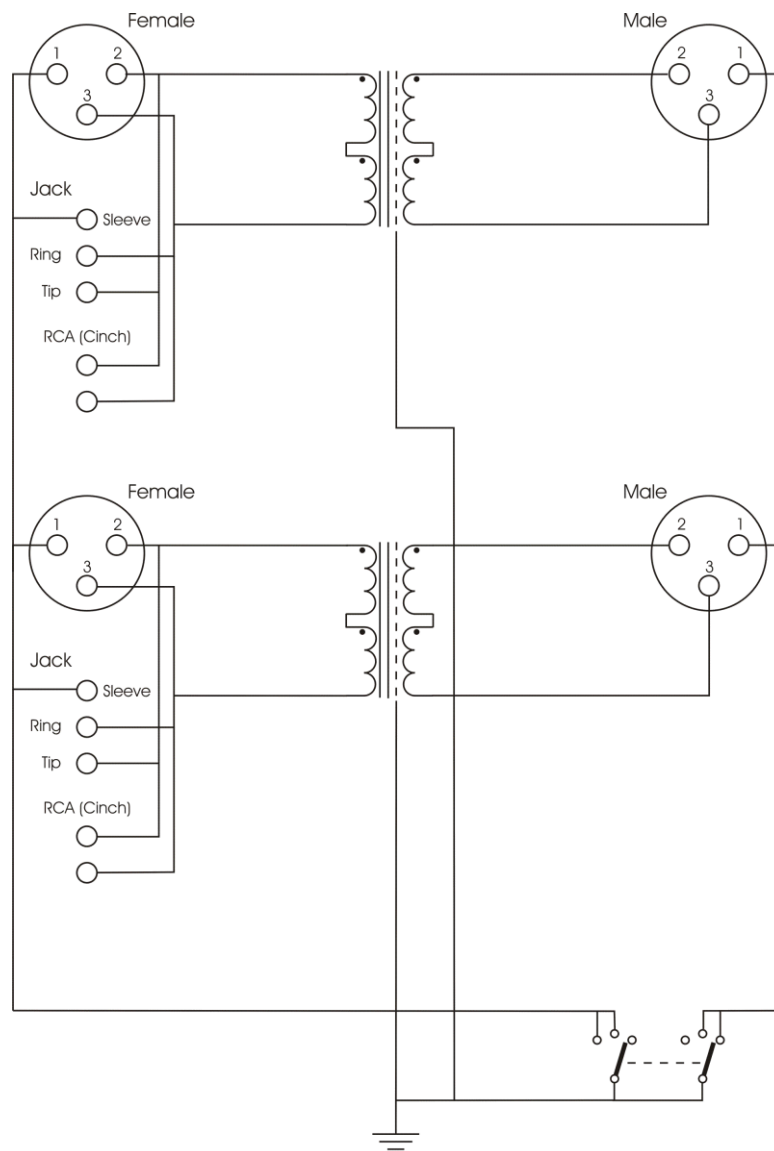 Female
Male
1 2
2 1
3
3
Jack
Sleeve
Ring
Tip
RCA (Cinch)
Female
Male
1 2
2 1
3
3
Jack
Sleeve
Ring
Tip
RCA (Cinch)